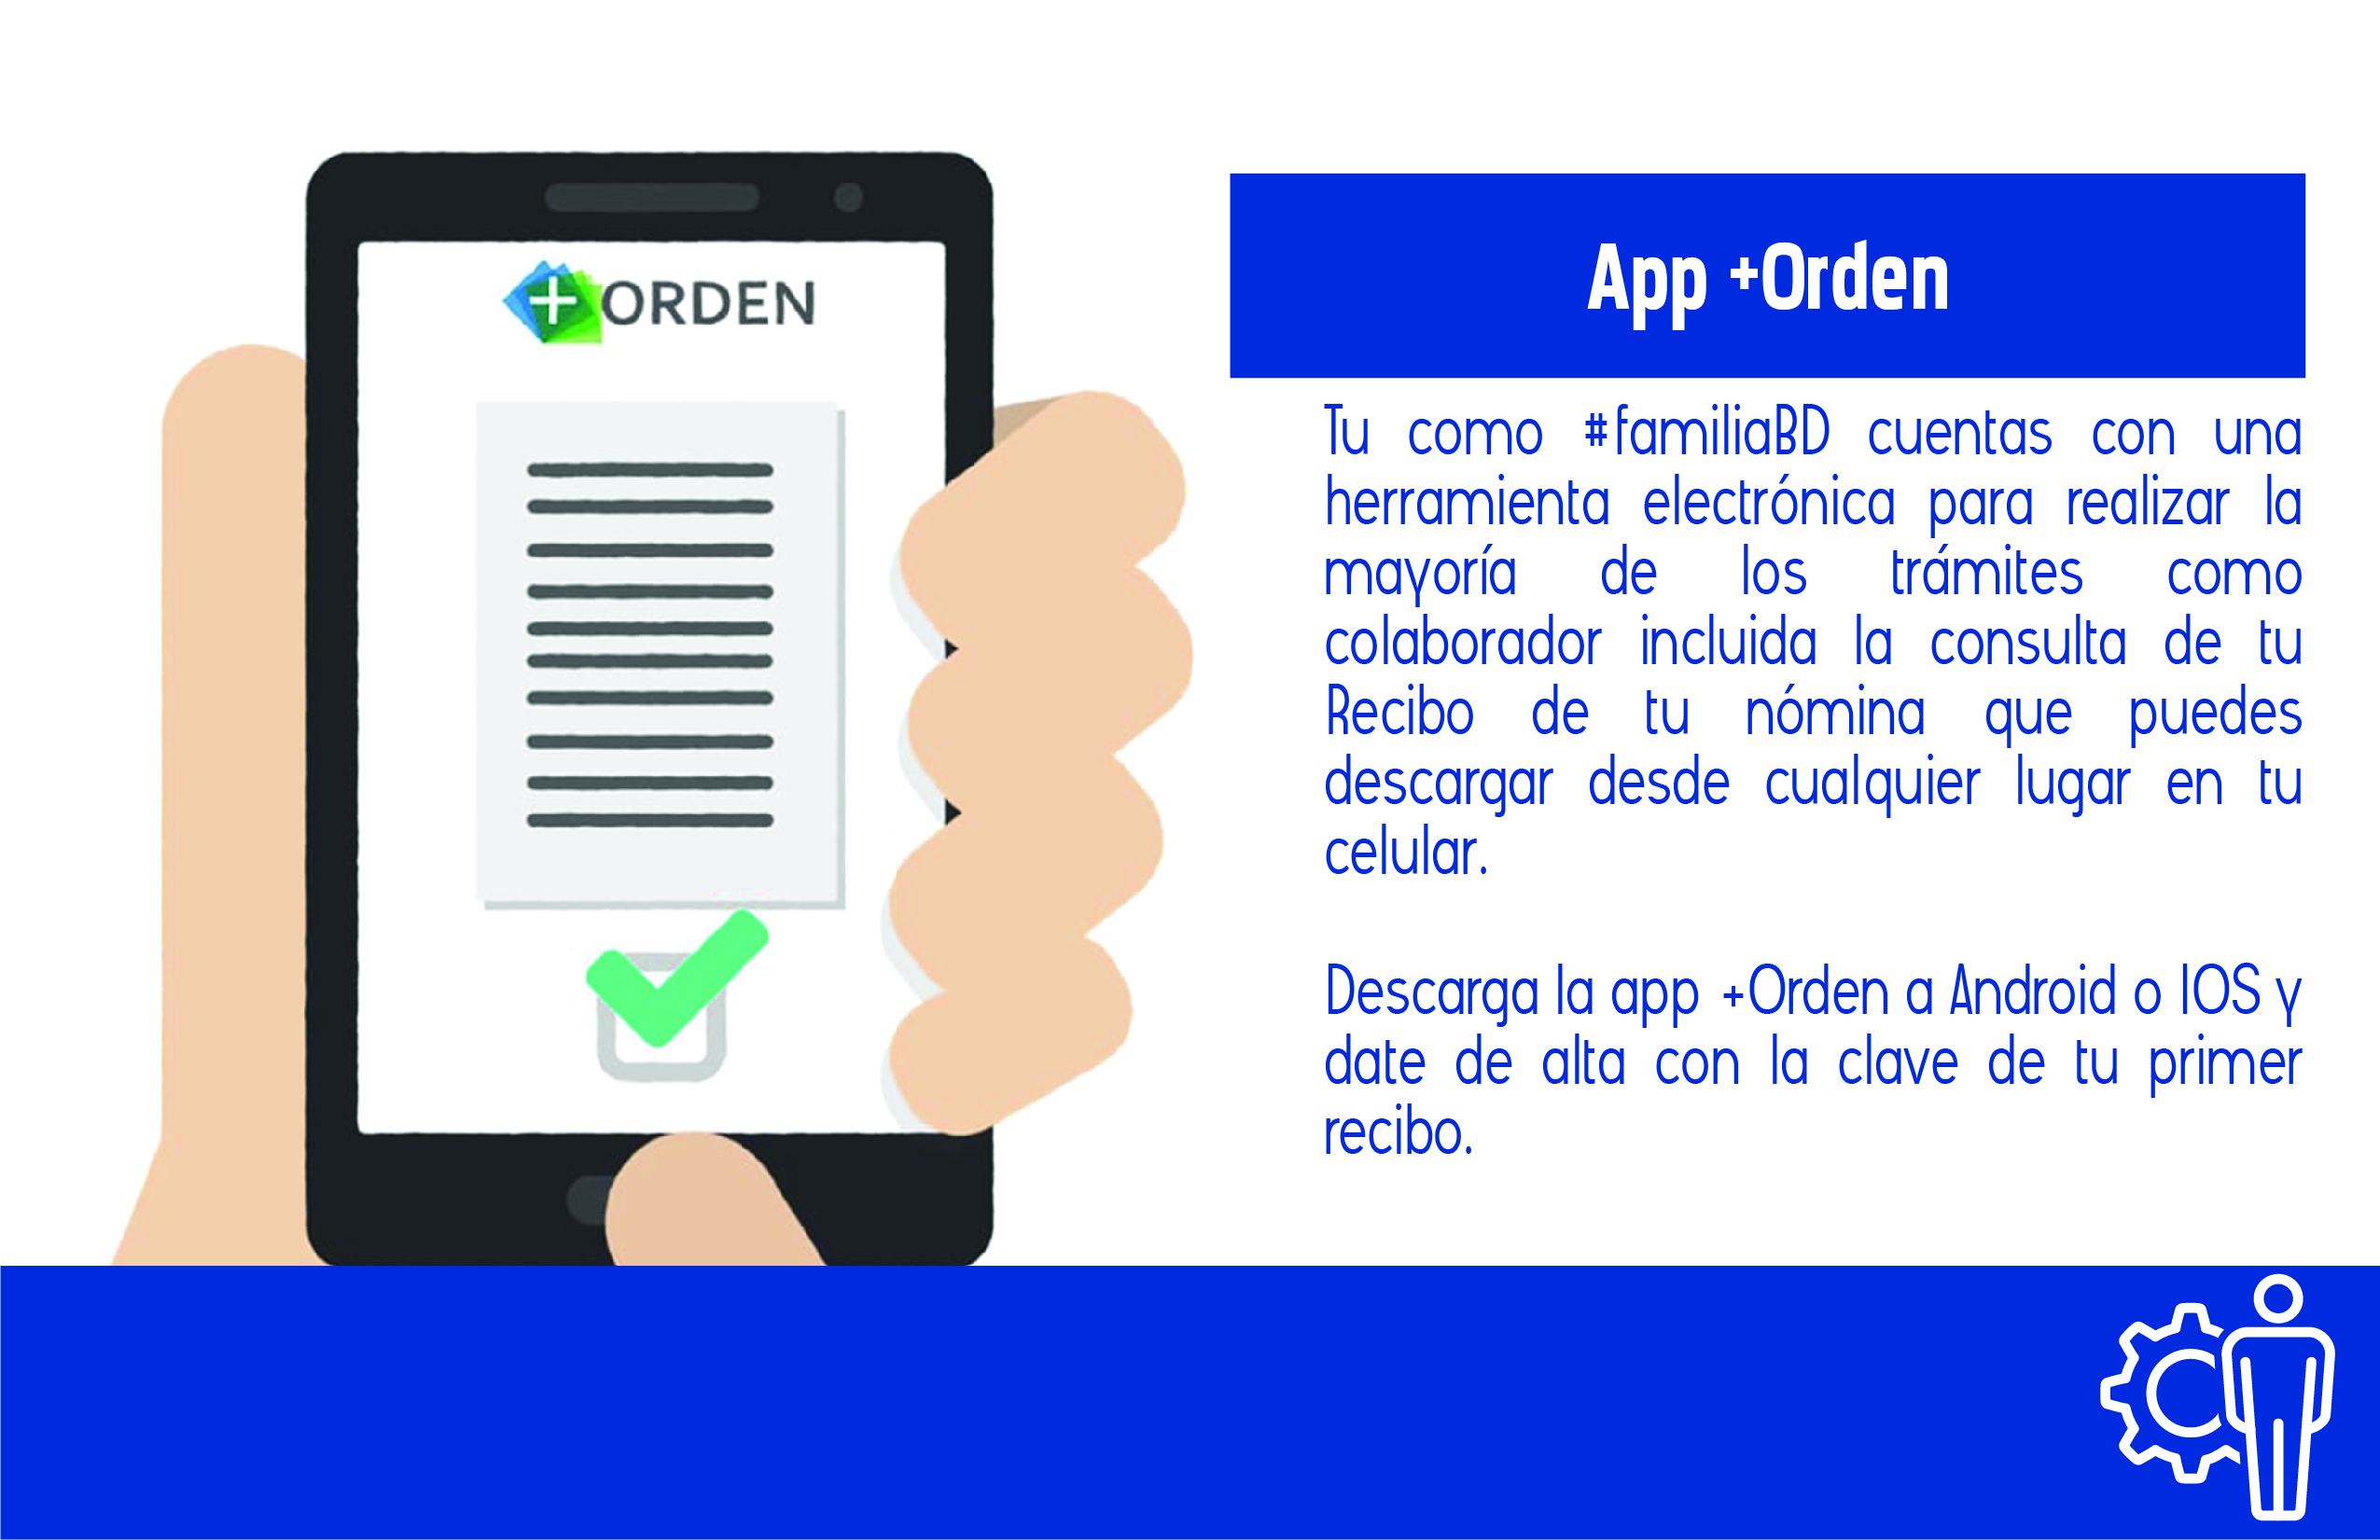 +ORDEN
App +Orden
Tu como #familiaBD cuentas con una
herramienta electrónica para realizar la
mayoría de los trámites como
colaborador incluida la consulta de tu
Recibo de tu nómina que puedes
descargar desde cualquier lugar en tu
celular.
Descarga la app +Orden a Android o IOS y
date de alta con la clave de tu primer
recibo.